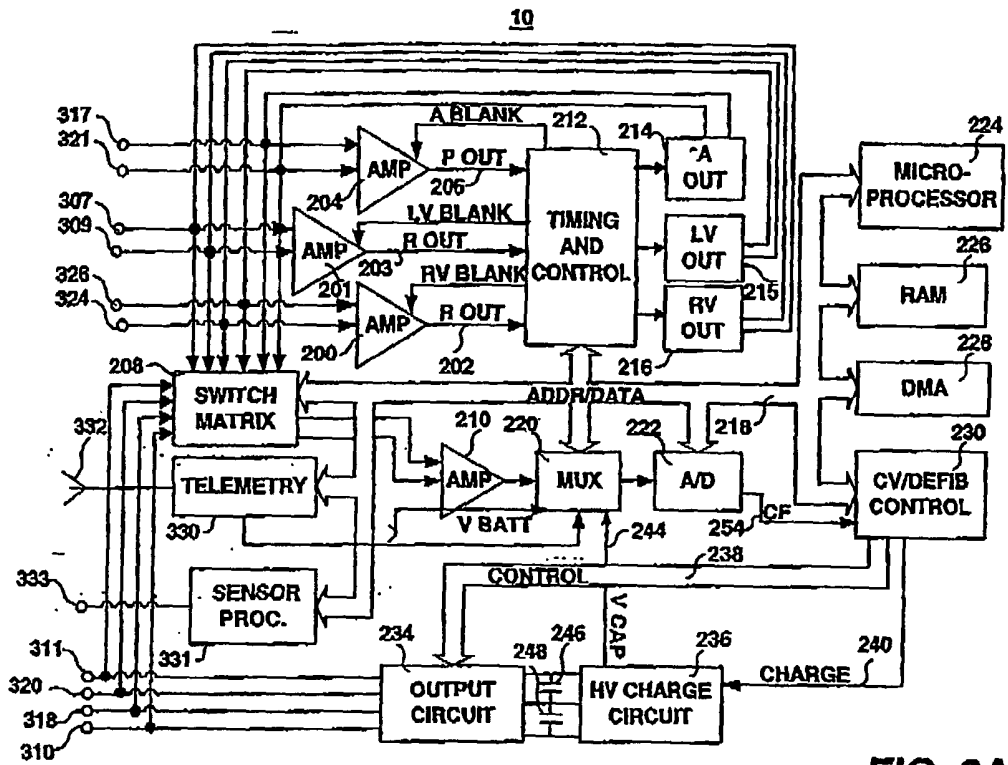 10
317
321
307
309
326
324
A BLANK
212
214
AMP
P OUT
204
206
LV BLANK
AMP
R OUT
201
203
RV BLANK
AMP
R OUT
200
202
TIMING
AND
CONTROL
A
OUT
LV
OUT
215
RV
OUT
216
224
MICRO-
PROCESSOR
226
RAM
228
DMA
218
230
CV/DEFIB
CONTROL
208
SWITCH
MATRIX
ADDR/DATA
332
TELEMETRY
330
210
AMP
220
MUX
222
A/D
V BATT
244
254
CF
333
SENSOR
PROC.
331
CONTROL
238
V CAP
311
320
318
310
234
OUTPUT
CIRCUIT
248
246
236
HV CHARGE
CIRCUIT
CHARGE
240